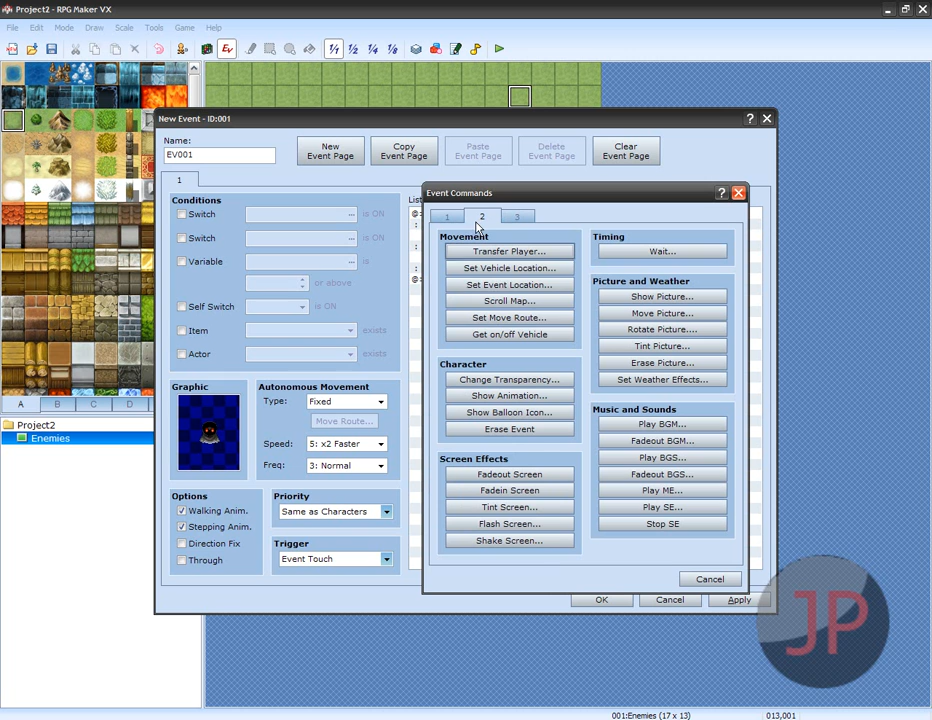 Project2 - RPG Maker VX
File Edit Mode Draw Scale Tools Game Help
EV 1/1 1/2 1/4 1/8
New Event - ID:001
Name:
EV001
New Event Page
Copy Event Page
Paste Event Page
Delete Event Page
Clear Event Page
1
Conditions
Switch ... is ON
Switch ... is ON
Variable ... is
or above
Self Switch is ON
Item exists
Actor exists
Graphic
Autonomous Movement
Type: Fixed
Move Route...
Speed: 5: x2 Faster
Freq: 3: Normal
Options
Walking Anim.
Stepping Anim.
Direction Fix
Through
Priority
Same as Characters
Trigger
Event Touch
List
@:
:
:
:
@:
Event Commands
1 2 3
Movement
Transfer Player...
Set Vehicle Location...
Set Event Location...
Scroll Map...
Set Move Route...
Get on/off Vehicle
Character
Change Transparency...
Show Animation...
Show Balloon Icon...
Erase Event
Screen Effects
Fadeout Screen
Fadein Screen
Tint Screen...
Flash Screen...
Shake Screen...
Timing
Wait...
Picture and Weather
Show Picture...
Move Picture...
Rotate Picture....
Tint Picture...
Erase Picture...
Set Weather Effects...
Music and Sounds
Play BGM...
Fadeout BGM...
Play BGS...
Fadeout BGS...
Play ME...
Play SE...
Stop SE
Cancel
OK Cancel Apply
A B C D
Project2
Enemies
JP
001:Enemies (17 x 13) 013,001